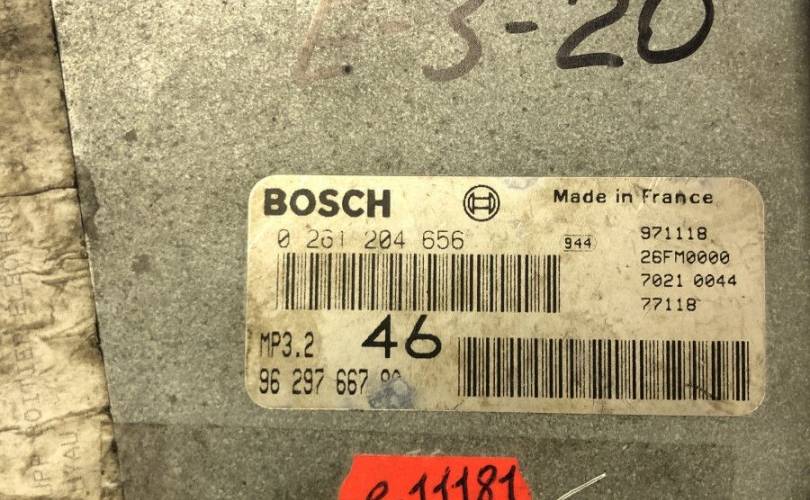 E-3-20
BOSCH Made in France
0 261 204 656 944 971118
26FM0000
7021 0044
77118
MP3.2 46
96 297 667
e 11181